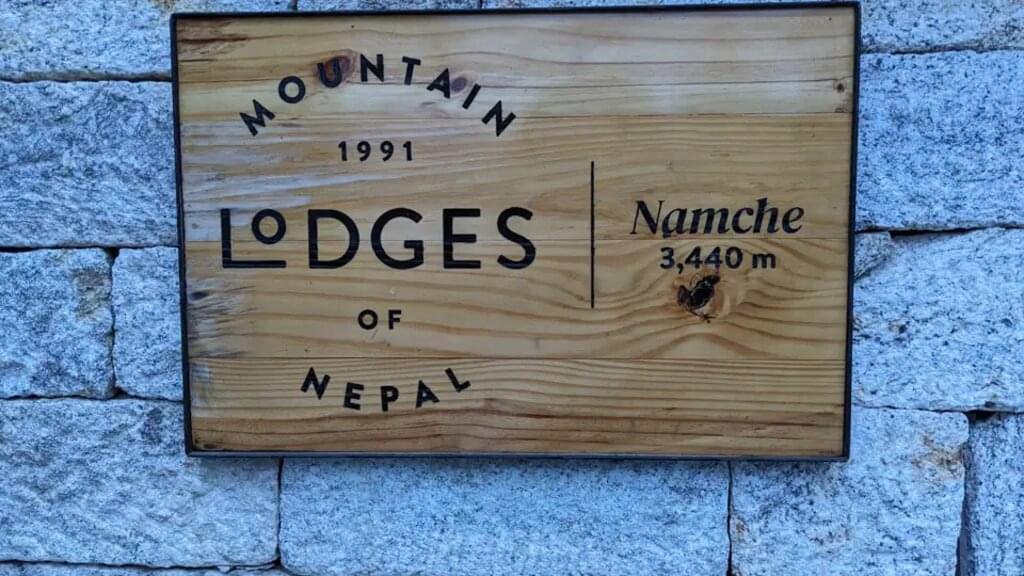 MOUNTAIN
1991
LODGES
OF
NEPAL
Namche
3,440 m